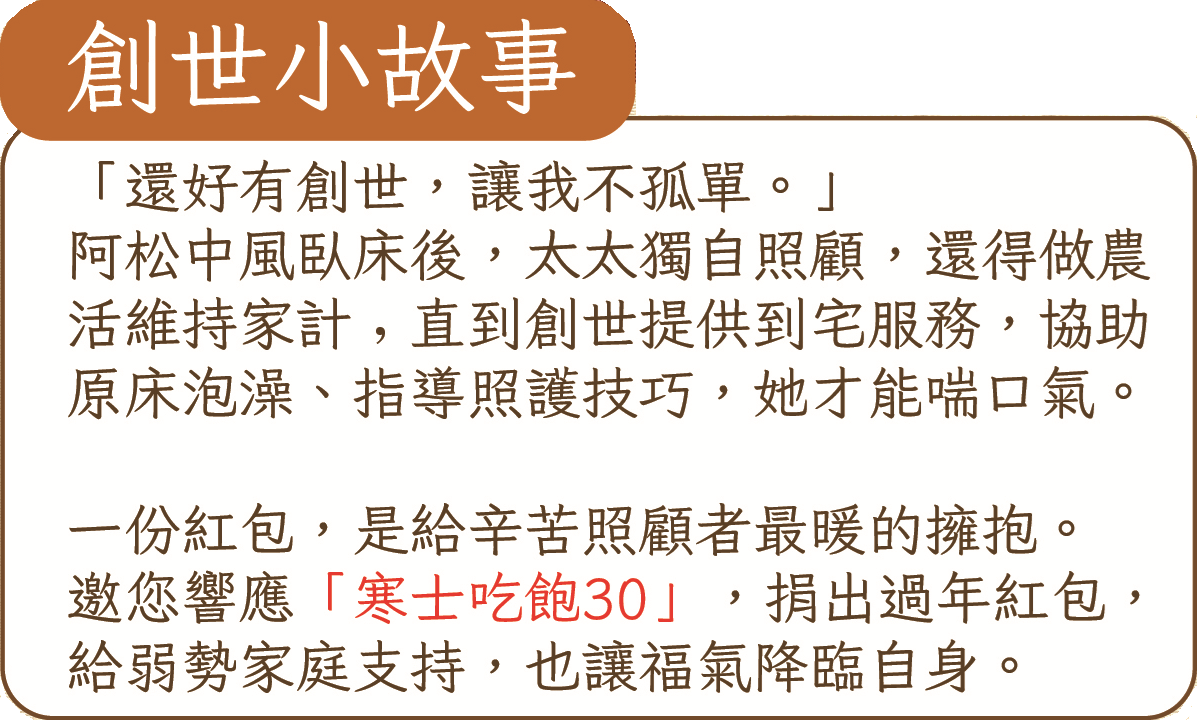 創世小故事
「還好有創世，讓我不孤單。」
阿松中風臥床後，太太獨自照顧，還得做農
活維持家計，直到創世提供到宅服務，協助
原床泡澡、指導照護技巧，她才能喘口氣。
一份紅包，是給辛苦照顧者最暖的擁抱。
邀您響應「寒士吃飽30」，捐出過年紅包，
給弱勢家庭支持，也讓福氣降臨自身。